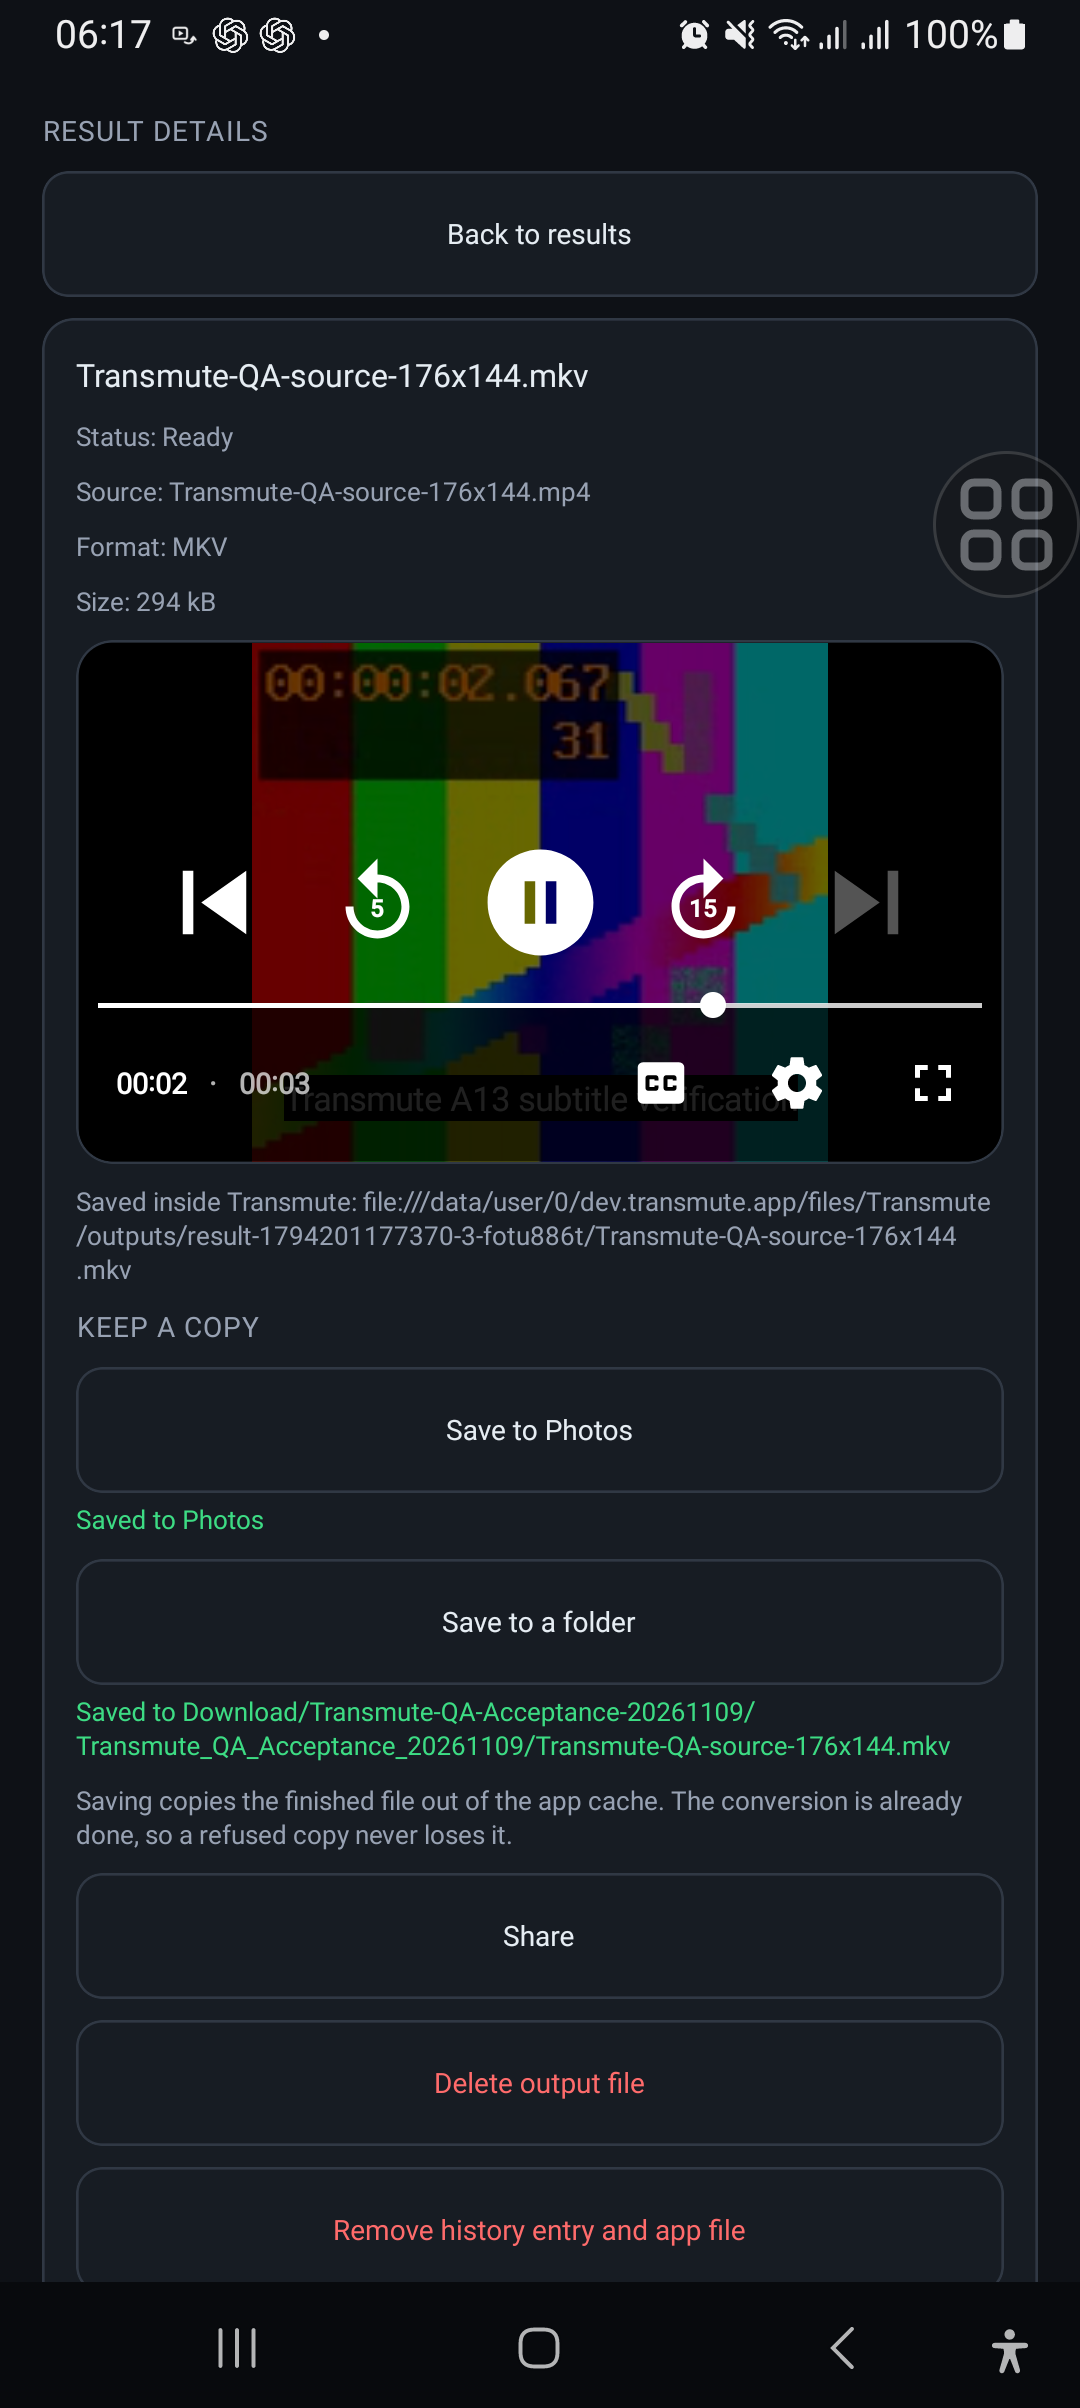 06:17
100%
RESULT DETAILS
Back to results
Transmute-QA-source-176x144.mkv
Status: Ready
Source: Transmute-QA-source-176x144.mp4
Format: MKV
Size: 294 kB
00:00:02.067
31
5
15
00:02 · 00:03
CC
Transmute A13 subtitle verification
Saved inside Transmute: file:///data/user/0/dev.transmute.app/files/Transmute
/outputs/result-1794201177370-3-fotu886t/Transmute-QA-source-176x144
.mkv
KEEP A COPY
Save to Photos
Saved to Photos
Save to a folder
Saved to Download/Transmute-QA-Acceptance-20261109/
Transmute_QA_Acceptance_20261109/Transmute-QA-source-176x144.mkv
Saving copies the finished file out of the app cache. The conversion is already
done, so a refused copy never loses it.
Share
Delete output file
Remove history entry and app file